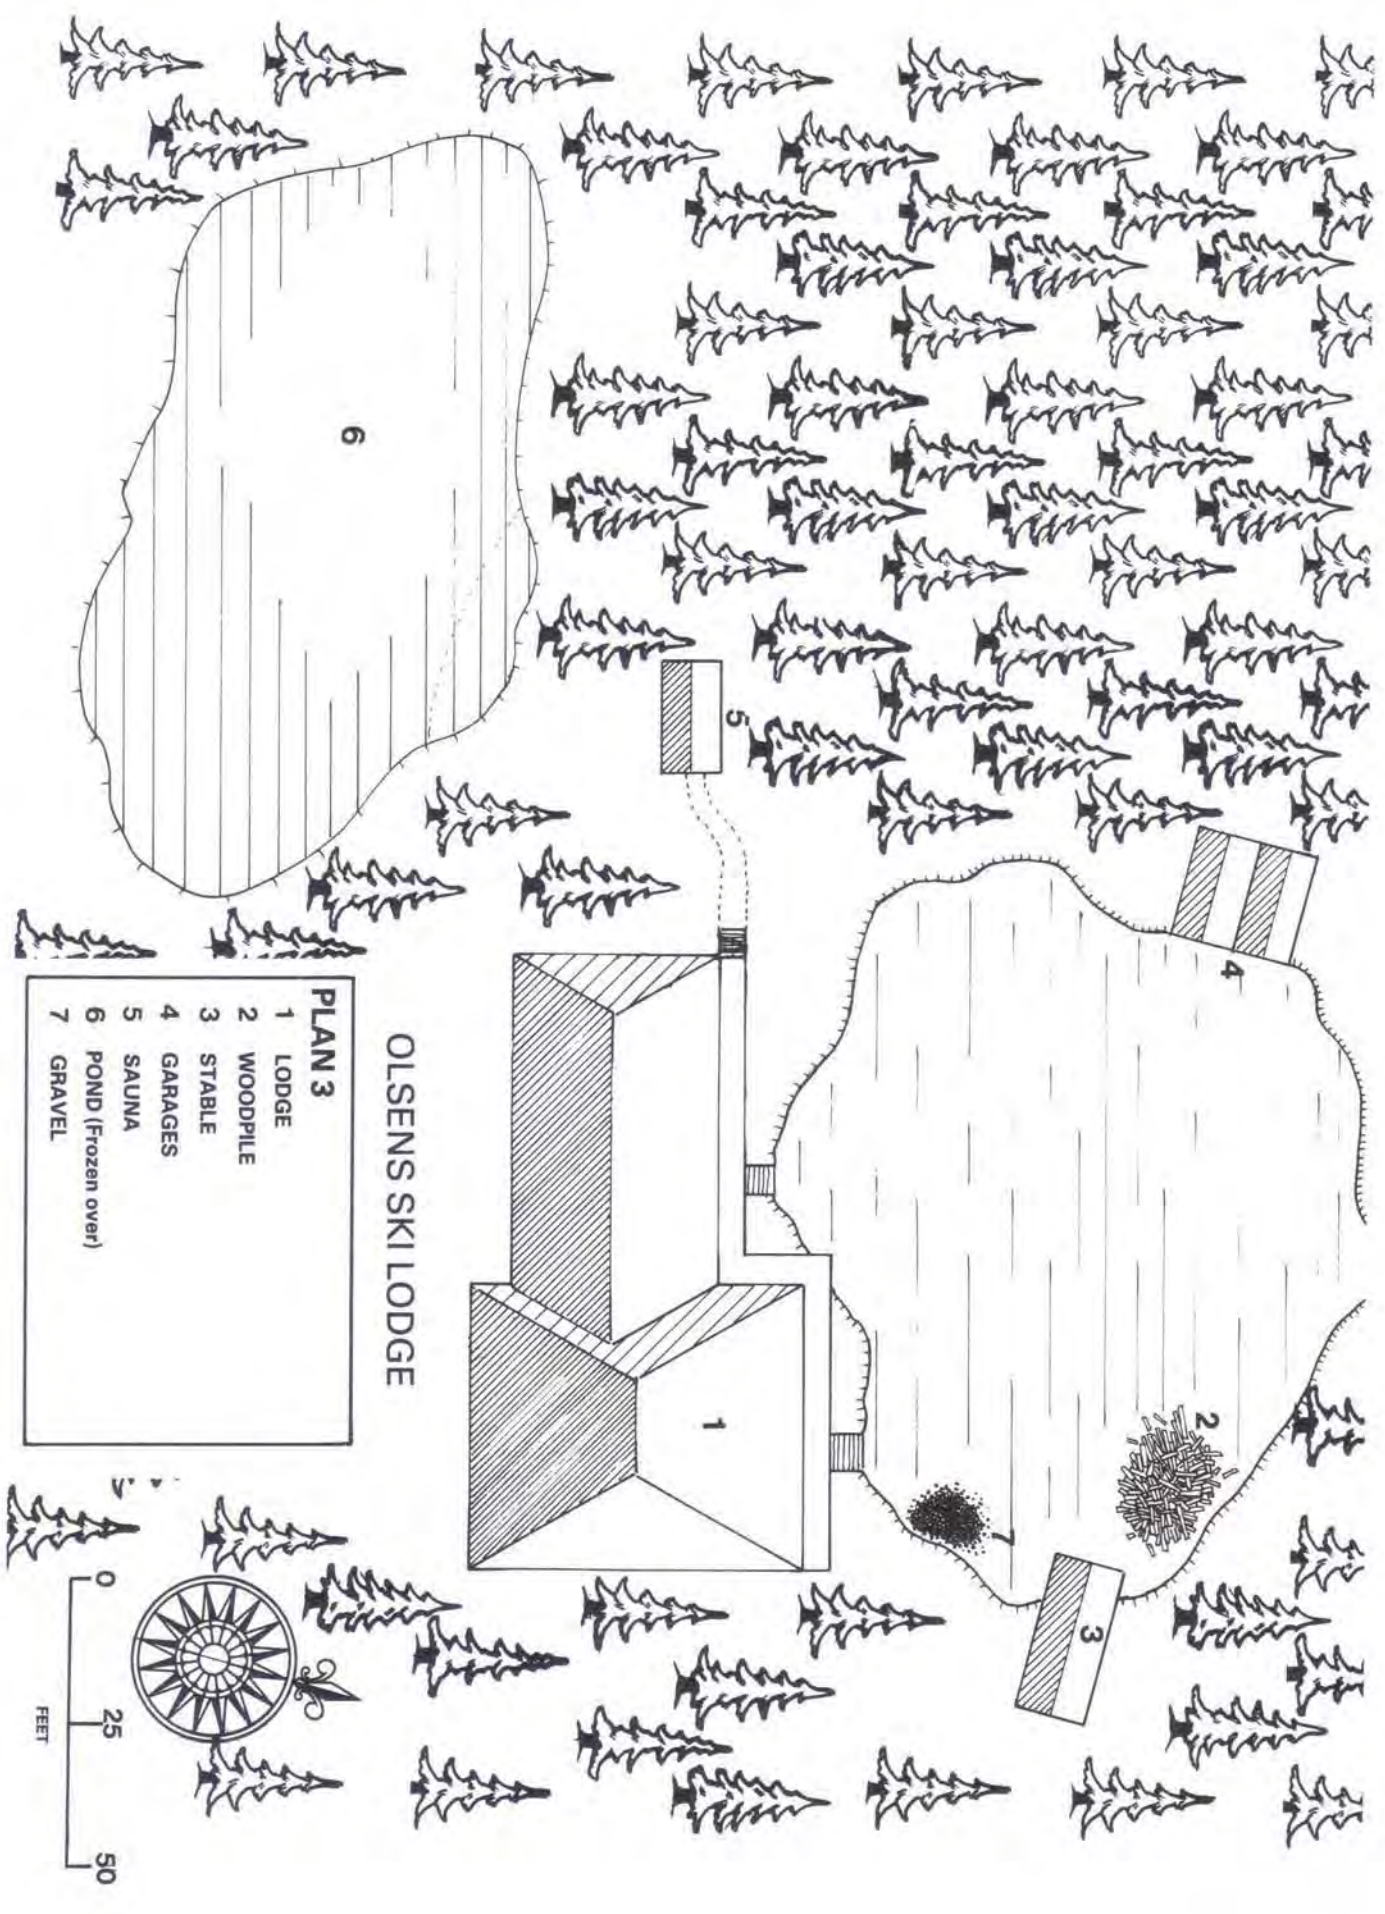 4
5
2
7
3
1
6
OLSENS SKI LODGE
PLAN 3
1 LODGE
2 WOODPILE
3 STABLE
4 GARAGES
5 SAUNA
6 POND (Frozen over)
7 GRAVEL
0 25 50
FEET